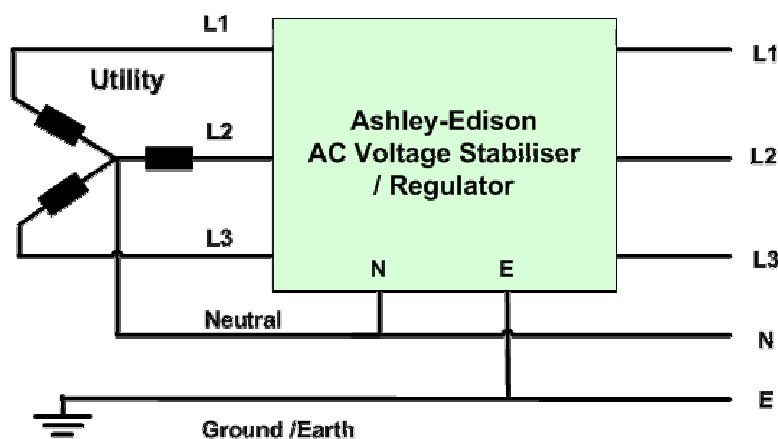 L1
L1
Utility
Ashley-Edison
AC Voltage Stabiliser
/ Regulator
L2
L2
L3
L3
N
E
Neutral
N
E
Ground /Earth